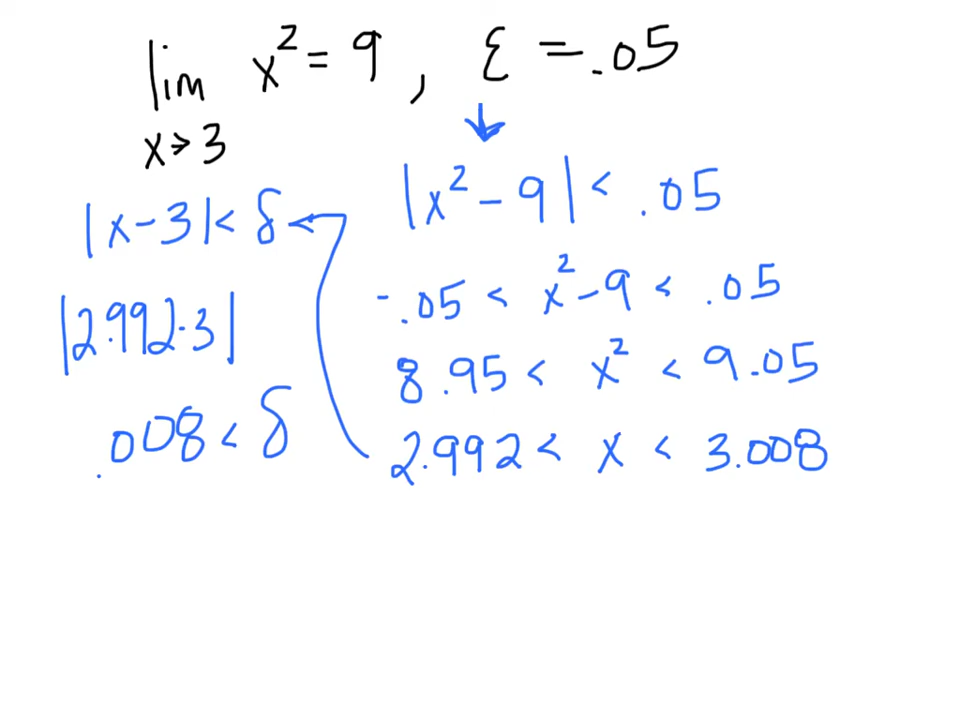 lim x² = 9, ε = .05
x→3
|x - 3| < δ
|2.992 - 3|
.008 < δ
|x² - 9| < .05
-.05 < x² - 9 < .05
8.95 < x² < 9.05
2.992 < x < 3.008